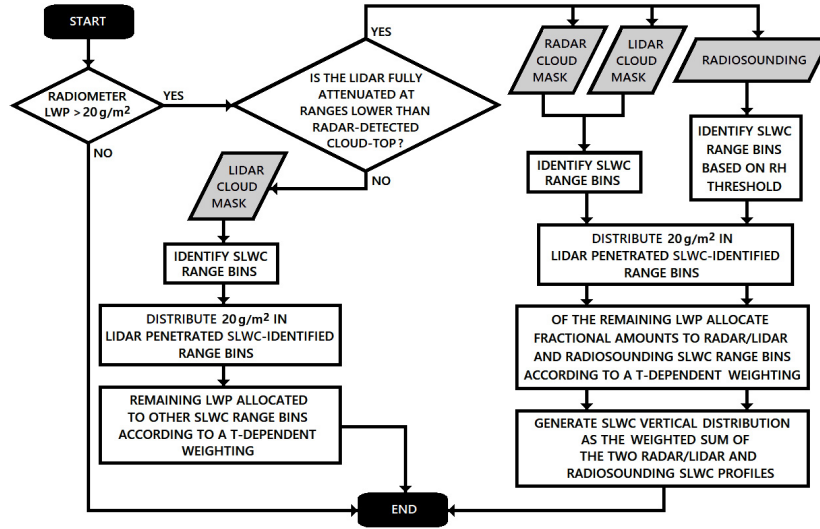 START
RADIOMETER
LWP > 20 g/m²
YES
NO
IS THE LIDAR FULLY
ATTENUATED AT
RANGES LOWER THAN
RADAR-DETECTED
CLOUD-TOP ?
YES
NO
LIDAR
CLOUD
MASK
IDENTIFY SLWC
RANGE BINS
DISTRIBUTE 20 g/m² IN
LIDAR PENETRATED SLWC-IDENTIFIED
RANGE BINS
REMAINING LWP ALLOCATED
TO OTHER SLWC RANGE BINS
ACCORDING TO A T-DEPENDENT
WEIGHTING
RADAR
CLOUD
MASK
LIDAR
CLOUD
MASK
RADIOSOUNDING
IDENTIFY SLWC
RANGE BINS
IDENTIFY SLWC
RANGE BINS
BASED ON RH
THRESHOLD
DISTRIBUTE 20 g/m² IN
LIDAR PENETRATED SLWC-IDENTIFIED
RANGE BINS
OF THE REMAINING LWP ALLOCATE
FRACTIONAL AMOUNTS TO RADAR/LIDAR
AND RADIOSOUNDING SLWC RANGE BINS
ACCORDING TO A T-DEPENDENT WEIGHTING
GENERATE SLWC VERTICAL DISTRIBUTION
AS THE WEIGHTED SUM OF
THE TWO RADAR/LIDAR AND
RADIOSOUNDING SLWC PROFILES
END